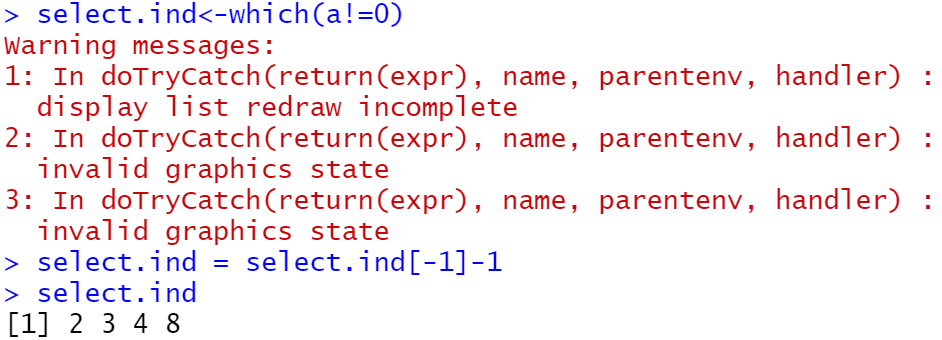 > select.ind<-which(a!=0)
Warning messages:
1: In doTryCatch(return(expr), name, parentenv, handler) :
  display list redraw incomplete
2: In doTryCatch(return(expr), name, parentenv, handler) :
  invalid graphics state
3: In doTryCatch(return(expr), name, parentenv, handler) :
  invalid graphics state
> select.ind = select.ind[-1]-1
> select.ind
[1] 2 3 4 8